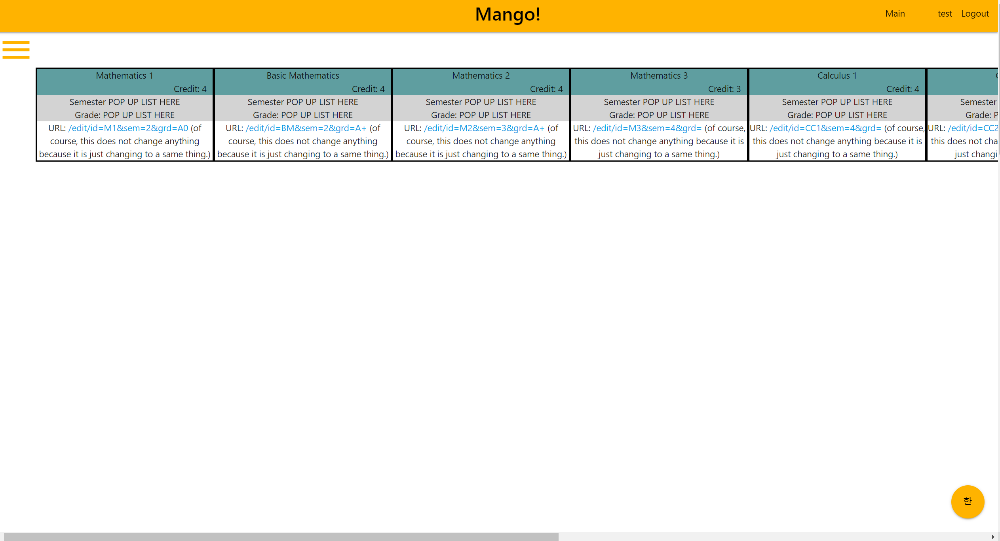 Mango!
Main
test
Logout
Mathematics 1
Credit: 4
Semester POP UP LIST HERE
Grade: POP UP LIST HERE
URL: /edit/id=M1&sem=2&grd=A0 (of
course, this does not change anything
because it is just changing to a same thing.)
Basic Mathematics
Credit: 4
Semester POP UP LIST HERE
Grade: POP UP LIST HERE
URL: /edit/id=BM&sem=2&grd=A+ (of
course, this does not change anything
because it is just changing to a same thing.)
Mathematics 2
Credit: 4
Semester POP UP LIST HERE
Grade: POP UP LIST HERE
URL: /edit/id=M2&sem=3&grd=A+ (of
course, this does not change anything
because it is just changing to a same thing.)
Mathematics 3
Credit: 3
Semester POP UP LIST HERE
Grade: POP UP LIST HERE
URL: /edit/id=M3&sem=4&grd= (of course,
this does not change anything because it is
just changing to a same thing.)
Calculus 1
Credit: 4
Semester POP UP LIST HERE
Grade: POP UP LIST HERE
URL: /edit/id=CC1&sem=4&grd= (of course,
this does not change anything because it is
just changing to a same thing.)
Semester
Grade:
URL: /edit/id=CC2
this does not cha
just changi
한